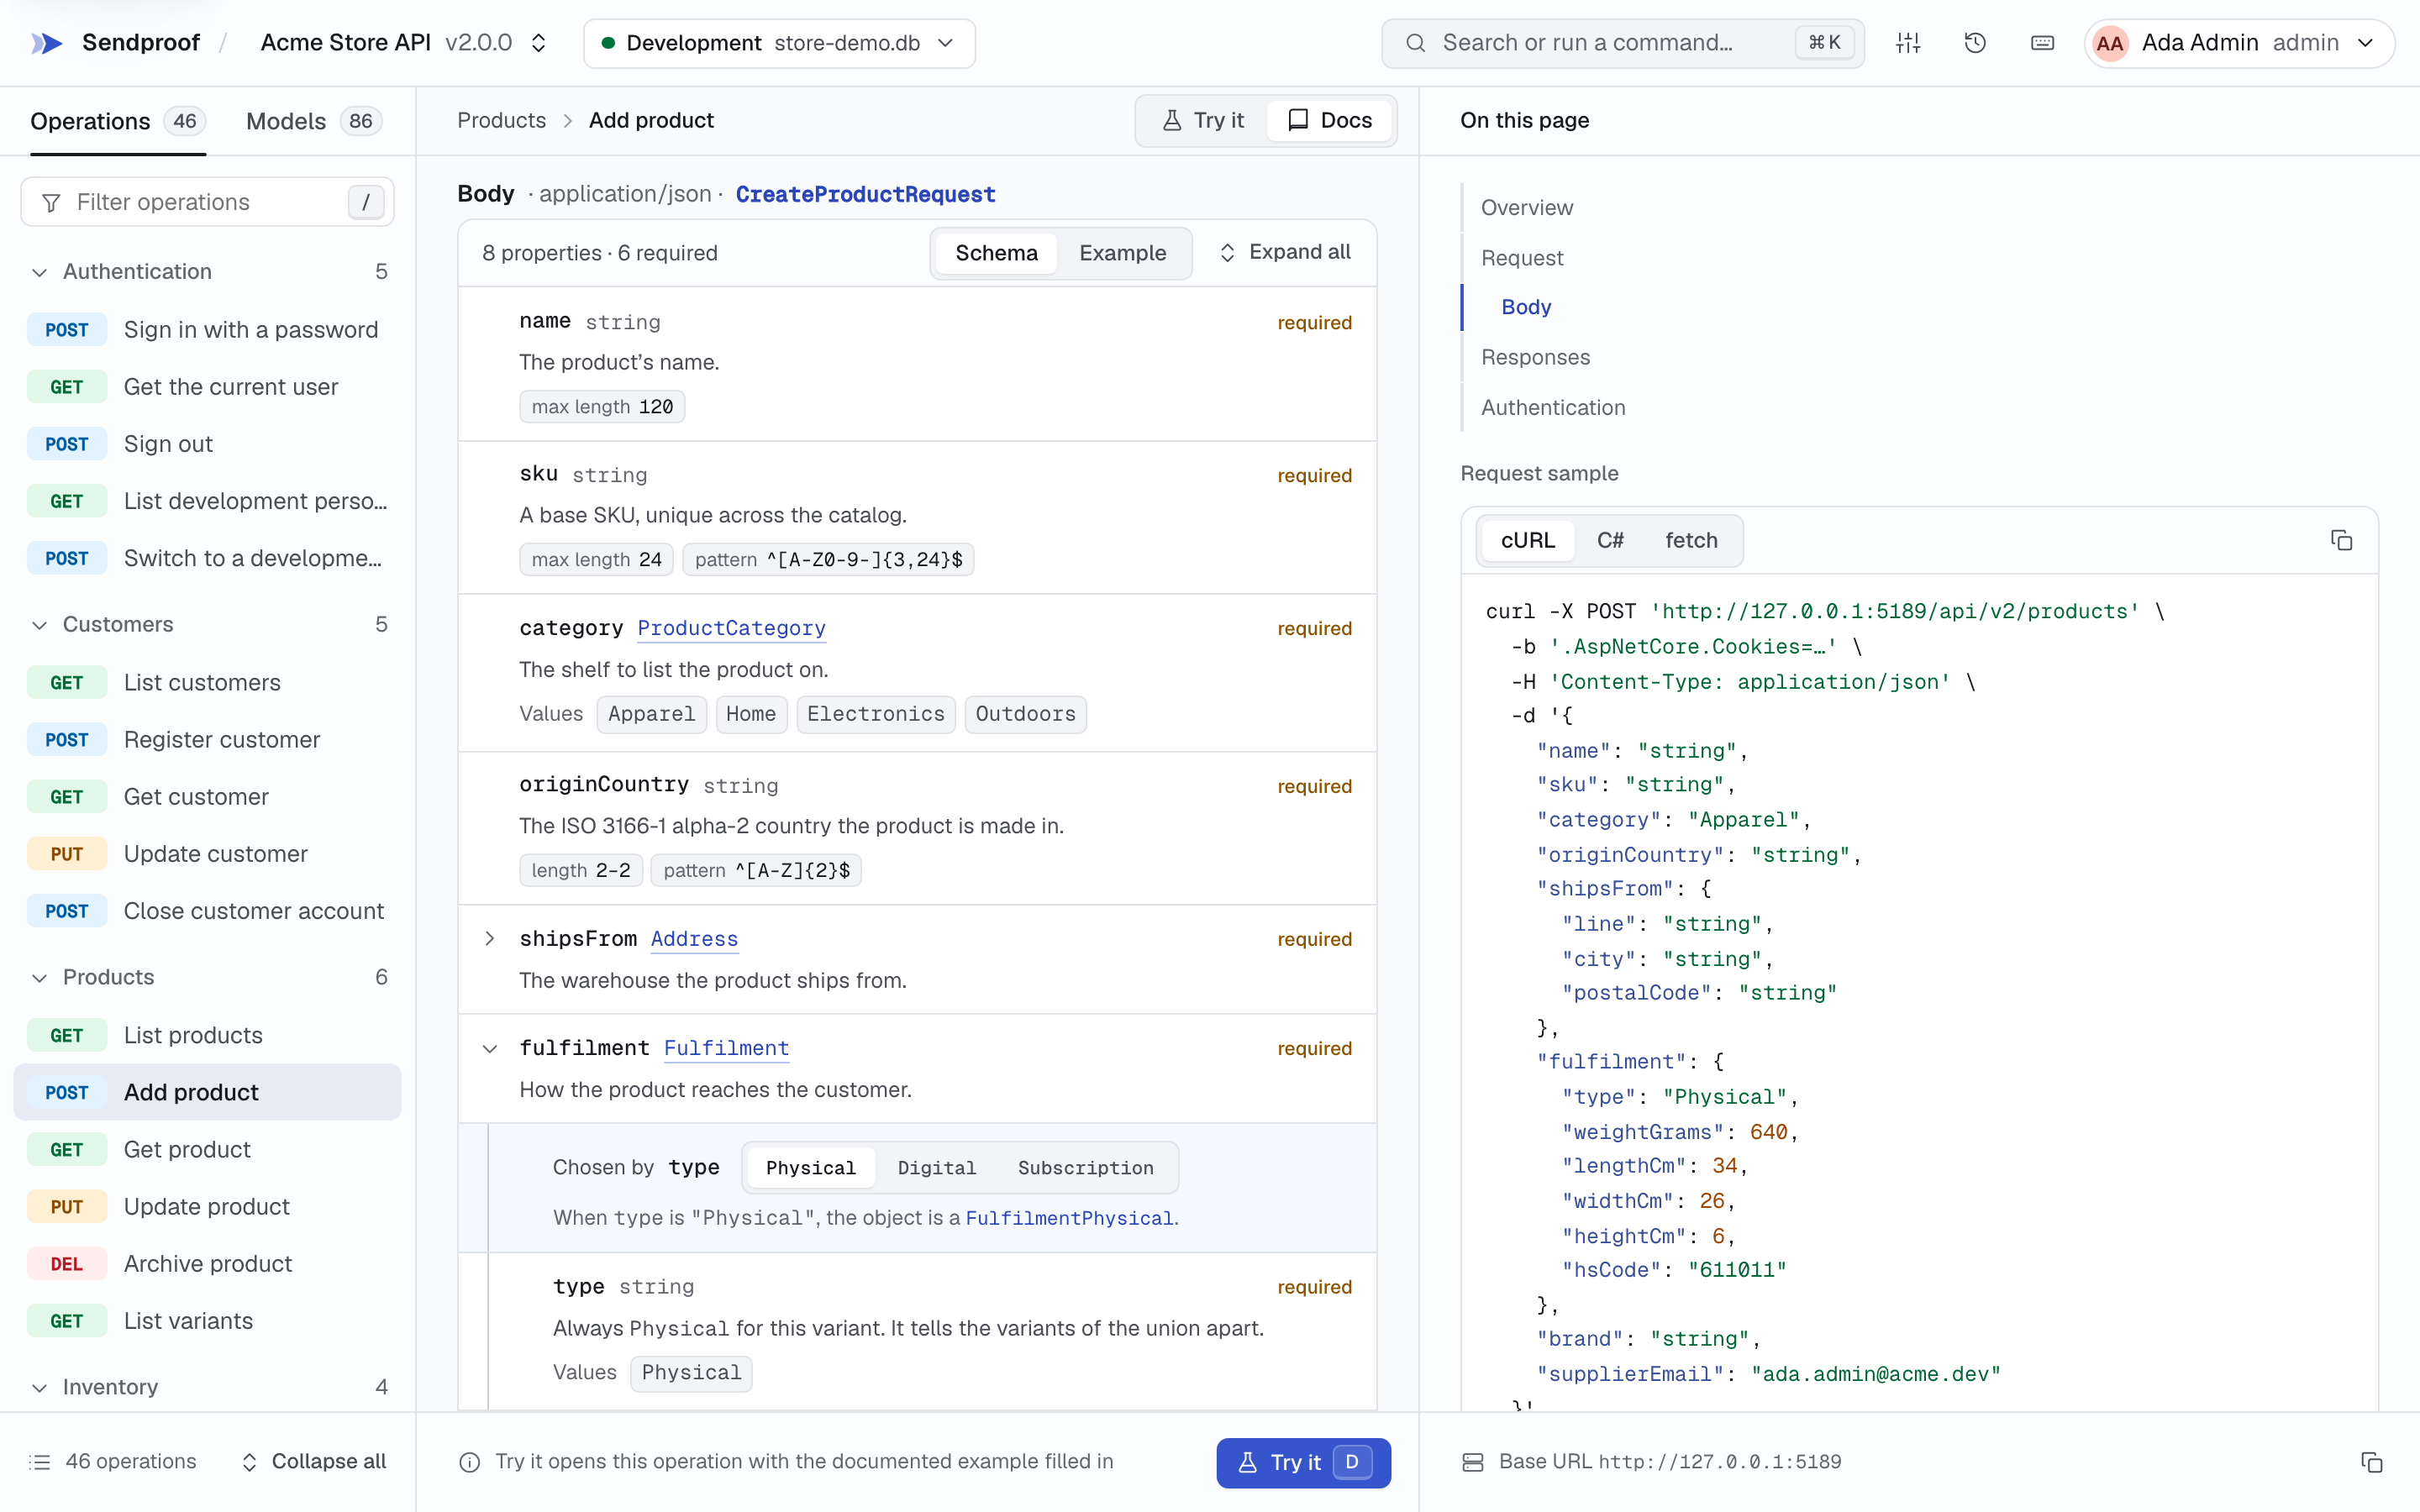 Sendproof / Acme Store API v2.0.0 Development store-demo.db Search or run a command... ⌘K AA Ada Admin admin
Operations 46 Models 86
Filter operations /
Authentication 5
POST Sign in with a password
GET Get the current user
POST Sign out
GET List development perso...
POST Switch to a developme...
Customers 5
GET List customers
POST Register customer
GET Get customer
PUT Update customer
POST Close customer account
Products 6
GET List products
POST Add product
GET Get product
PUT Update product
DEL Archive product
GET List variants
Inventory 4
46 operations Collapse all
Products > Add product Try it Docs
Body · application/json · CreateProductRequest
8 properties · 6 required Schema Example Expand all
name string required
The product’s name.
max length 120
sku string required
A base SKU, unique across the catalog.
max length 24 pattern ^[A-Z0-9-]{3,24}$
category ProductCategory required
The shelf to list the product on.
Values Apparel Home Electronics Outdoors
originCountry string required
The ISO 3166-1 alpha-2 country the product is made in.
length 2–2 pattern ^[A-Z]{2}$
shipsFrom Address required
The warehouse the product ships from.
fulfilment Fulfilment required
How the product reaches the customer.
Chosen by type Physical Digital Subscription
When type is "Physical", the object is a FulfilmentPhysical.
type string required
Always Physical for this variant. It tells the variants of the union apart.
Values Physical
Try it opens this operation with the documented example filled in Try it D
On this page
Overview
Request
Body
Responses
Authentication
Request sample
cURL C# fetch
curl -X POST 'http://127.0.0.1:5189/api/v2/products' \
-b '.AspNetCore.Cookies=…' \
-H 'Content-Type: application/json' \
-d '{
"name": "string",
"sku": "string",
"category": "Apparel",
"originCountry": "string",
"shipsFrom": {
"line": "string",
"city": "string",
"postalCode": "string"
},
"fulfilment": {
"type": "Physical",
"weightGrams": 640,
"lengthCm": 34,
"widthCm": 26,
"heightCm": 6,
"hsCode": "611011"
},
"brand": "string",
"supplierEmail": "ada.admin@acme.dev"
}'
Base URL http://127.0.0.1:5189